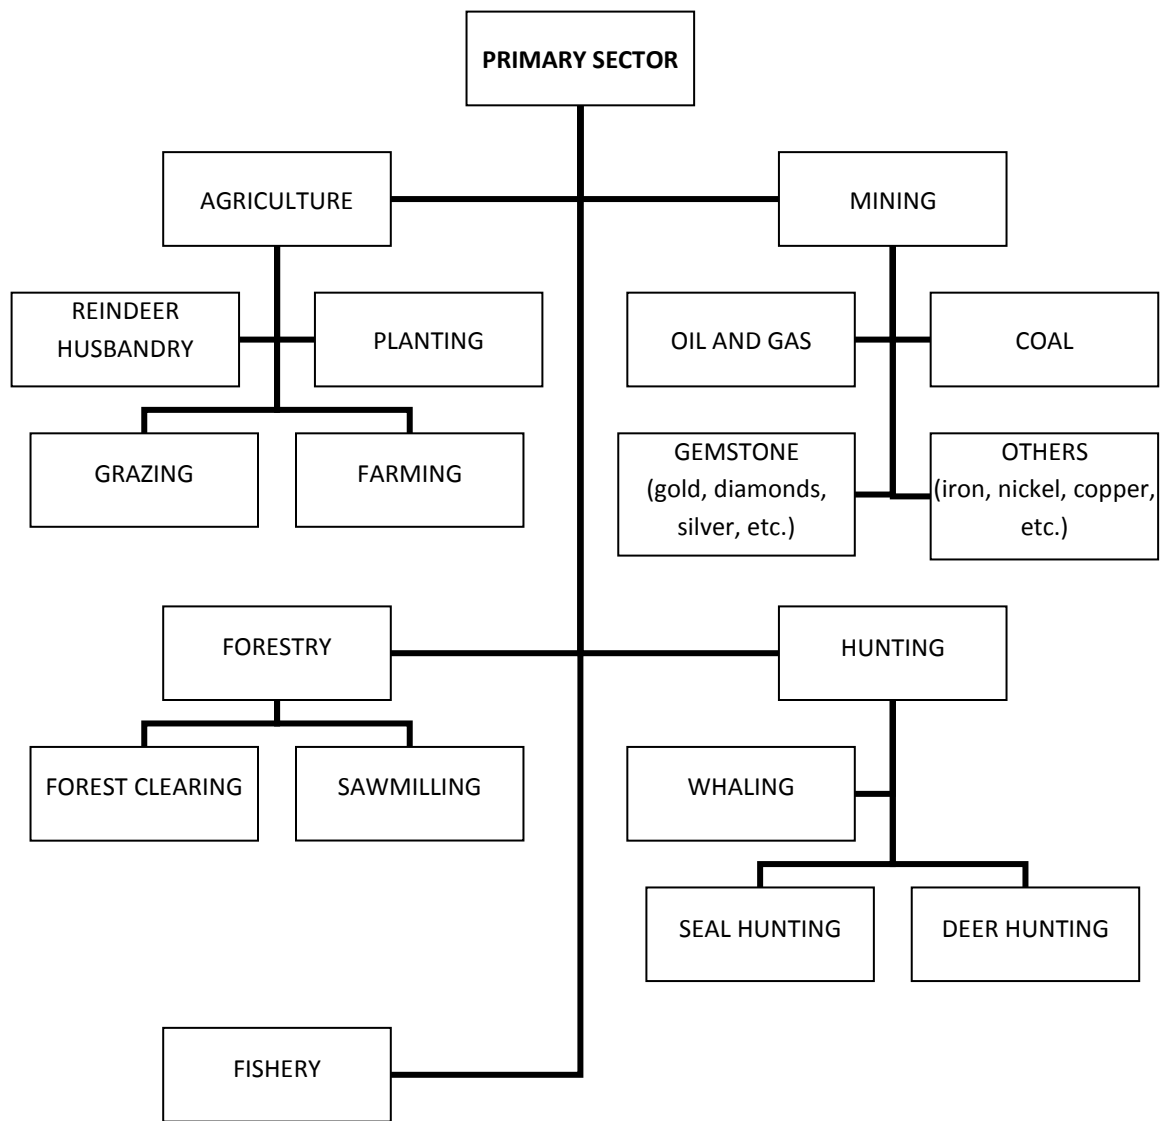 PRIMARY SECTOR
AGRICULTURE
MINING
REINDEER
HUSBANDRY
PLANTING
OIL AND GAS
COAL
GRAZING
FARMING
GEMSTONE
(gold, diamonds,
silver, etc.)
OTHERS
(iron, nickel, copper,
etc.)
FORESTRY
HUNTING
FOREST CLEARING
SAWMILLING
WHALING
SEAL HUNTING
DEER HUNTING
FISHERY